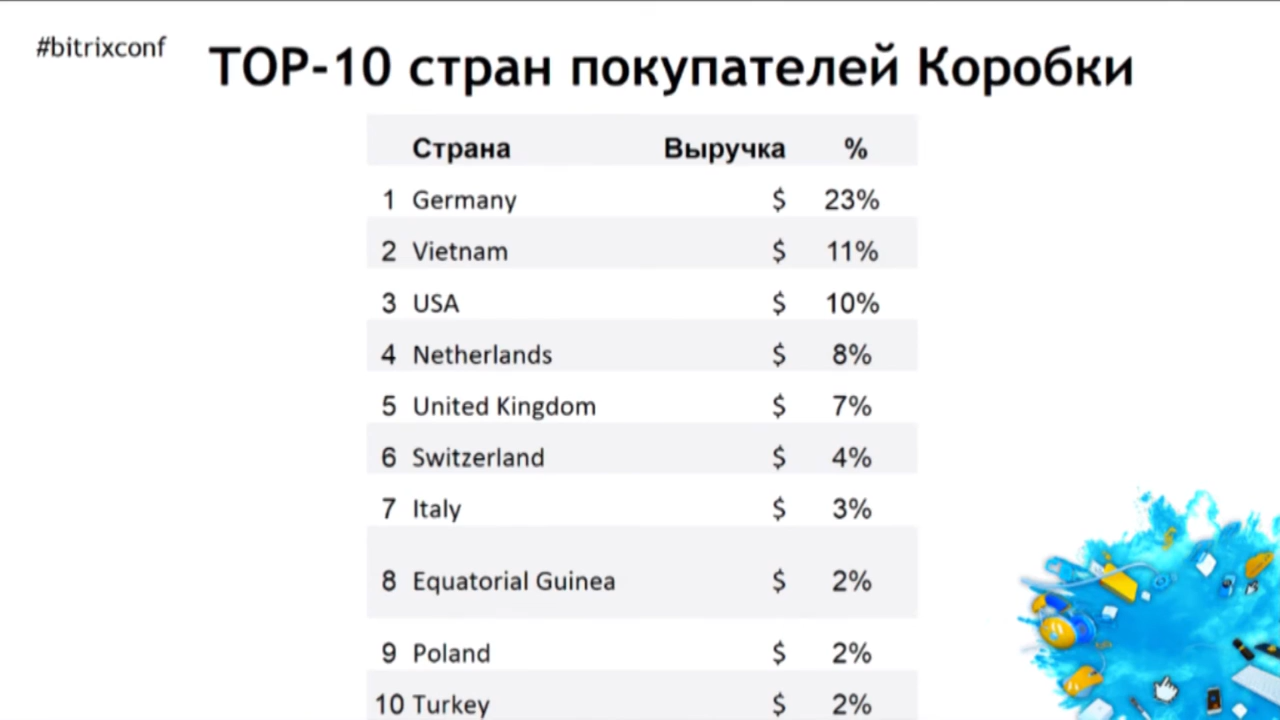 #bitrixconf
TOP-10 стран покупателей Коробки
Страна Выручка %
1 Germany $ 23%
2 Vietnam $ 11%
3 USA $ 10%
4 Netherlands $ 8%
5 United Kingdom $ 7%
6 Switzerland $ 4%
7 Italy $ 3%
8 Equatorial Guinea $ 2%
9 Poland $ 2%
10 Turkey $ 2%